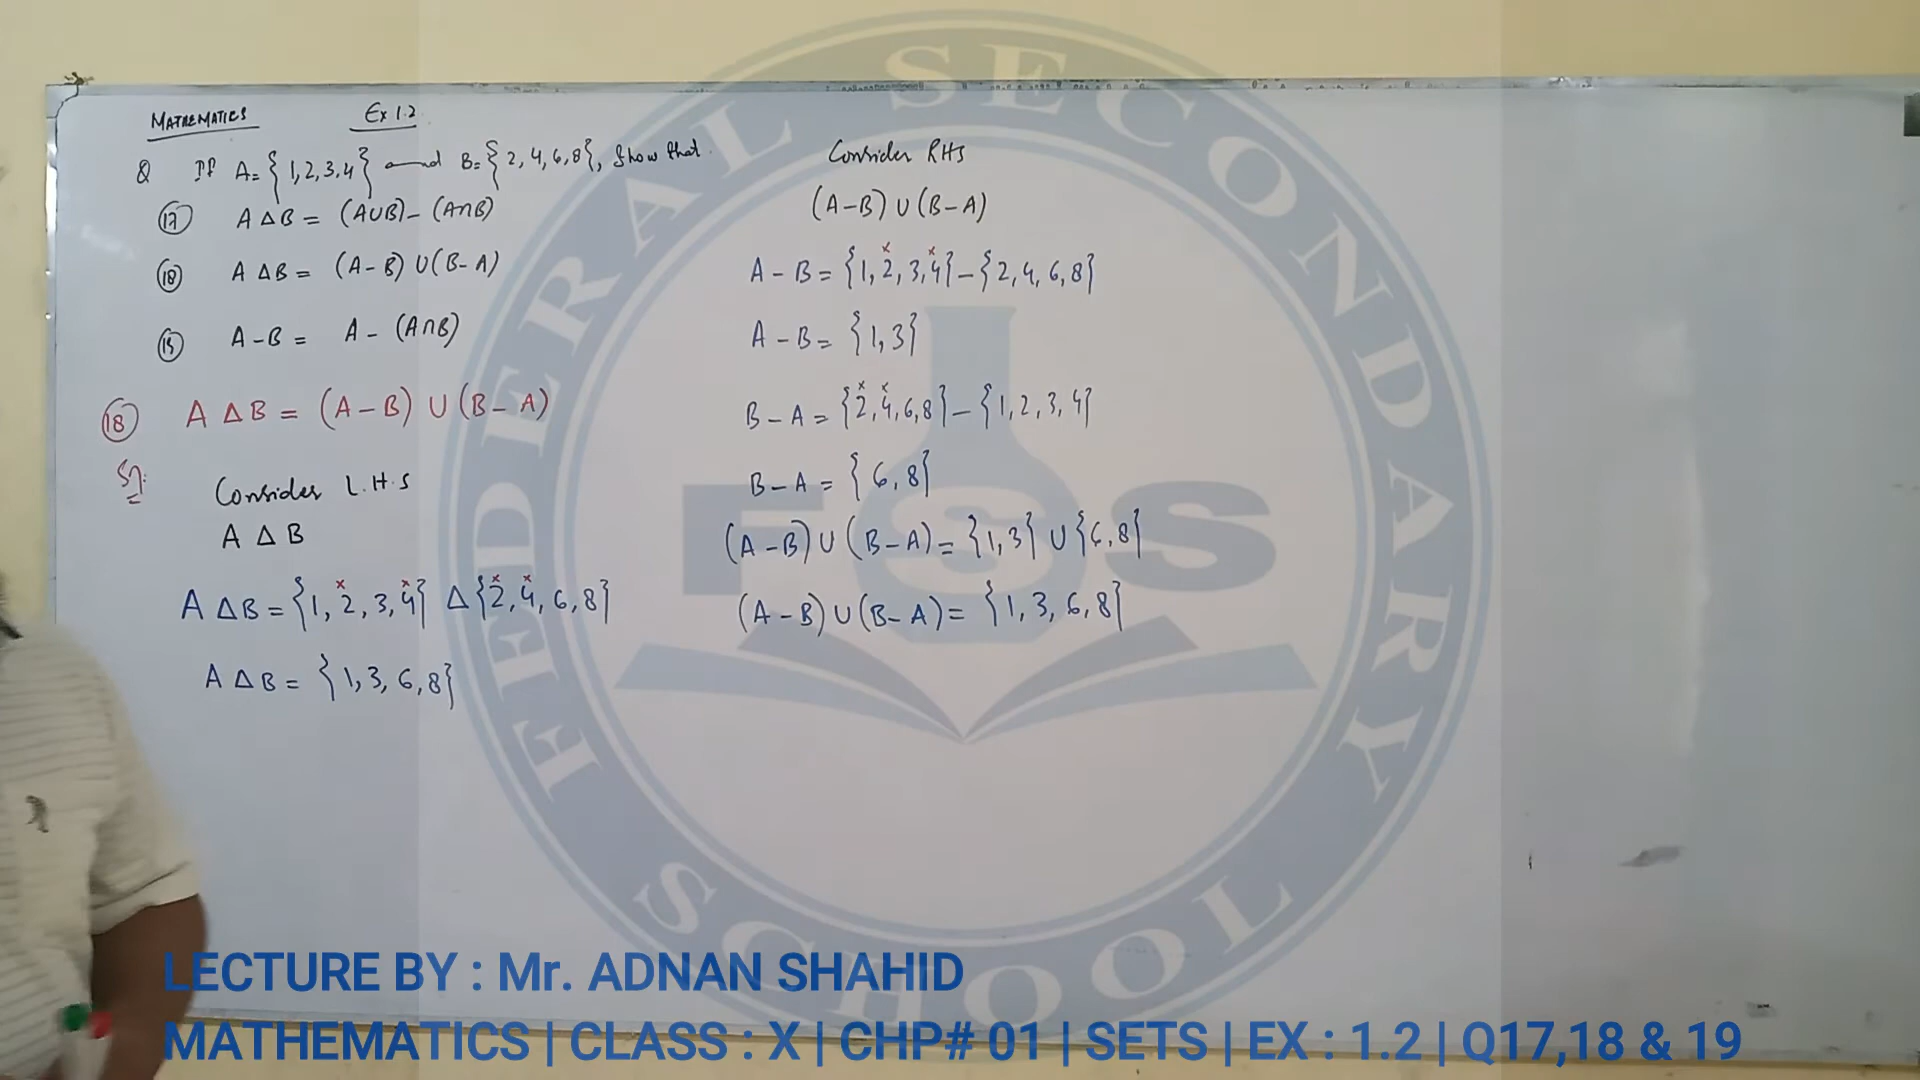 MATHEMATICS Ex 1.2
Q If A = {1,2,3,4} and B = {2,4,6,8}, Show that
(17) A Δ B = (A∪B) – (A∩B)
(18) A Δ B = (A – B) ∪ (B – A)
A – B = A – (A∩B)
(18) A Δ B = (A – B) ∪ (B – A)
Sol:
Consider L.H.S
A Δ B
A Δ B = {1, 2, 3, 4} Δ {2, 4, 6, 8}
A Δ B = {1, 3, 6, 8}
Consider RHS
(A – B) ∪ (B – A)
A – B = {1, 2, 3, 4} – {2, 4, 6, 8}
A – B = {1, 3}
B – A = {2, 4, 6, 8} – {1, 2, 3, 4}
B – A = {6, 8}
(A – B) ∪ (B – A) = {1, 3} ∪ {6, 8}
(A – B) ∪ (B – A) = {1, 3, 6, 8}
FEDERAL SECONDARY
FSS
SCHOOL
LECTURE BY : Mr. ADNAN SHAHID
MATHEMATICS | CLASS : X | CHP# 01 | SETS | EX : 1.2 | Q17,18 & 19